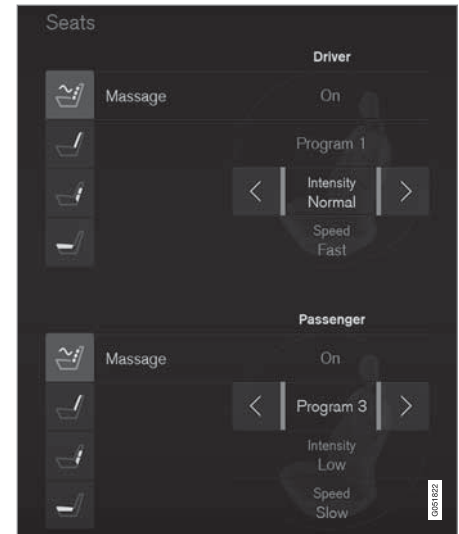 Seats
Driver
Massage On
Program 1
Intensity
Normal
Speed
Fast
Passenger
Massage On
Program 3
Intensity
Low
Speed
Slow
G051822